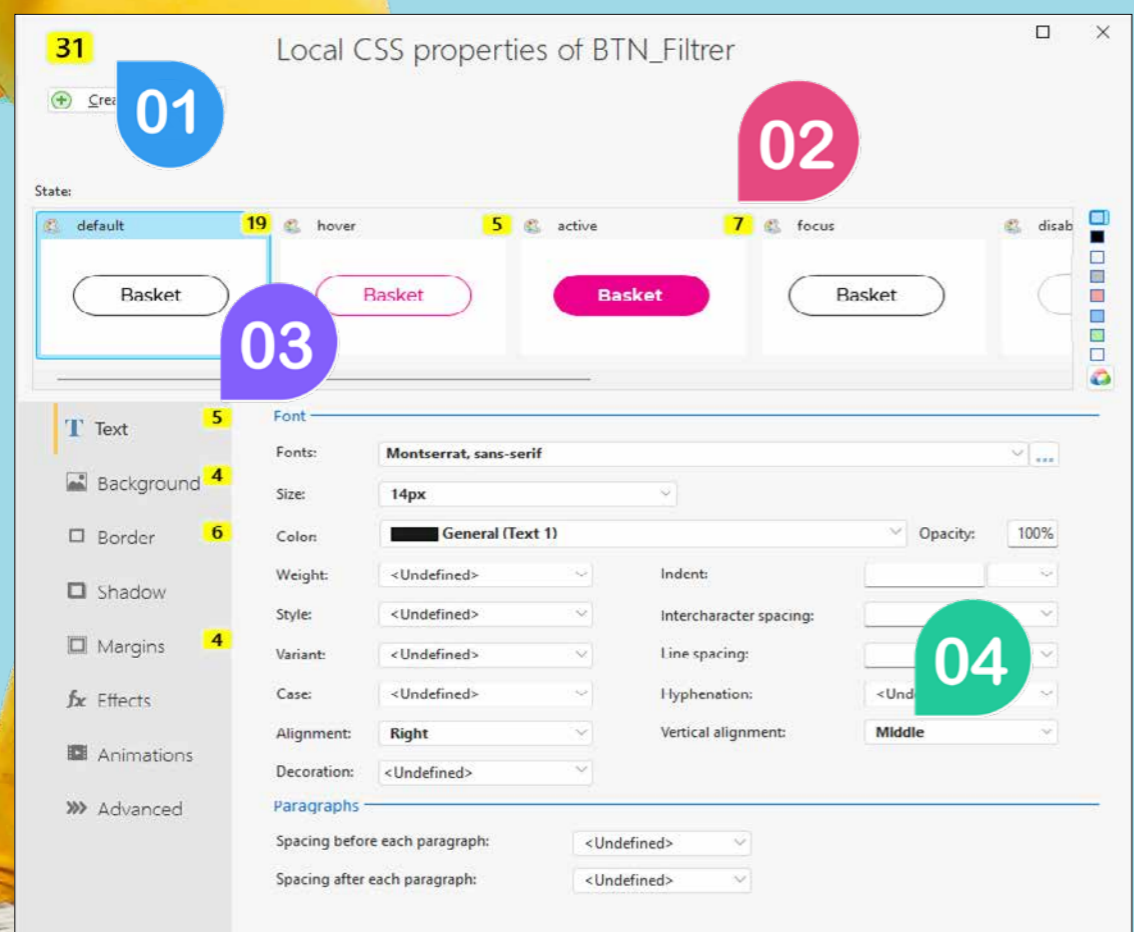 31
Local CSS properties of BTN_Filtrer
01
02
State:
default 19 hover 5 active 7 focus
Basket Basket Basket Basket
03
Text 5
Background 4
Border 6
Shadow
Margins 4
fx Effects
Animations
Advanced
Font
Fonts: Montserrat, sans-serif ...
Size: 14px
Color: General (Text 1) Opacity: 100%
Weight: <Undefined> Indent:
Style: <Undefined> Intercharacter spacing:
Variant: <Undefined> Line spacing:
04
Case: <Undefined> Hyphenation:
Alignment: Right Vertical alignment: Middle
Decoration: <Undefined>
Paragraphs
Spacing before each paragraph: <Undefined>
Spacing after each paragraph: <Undefined>